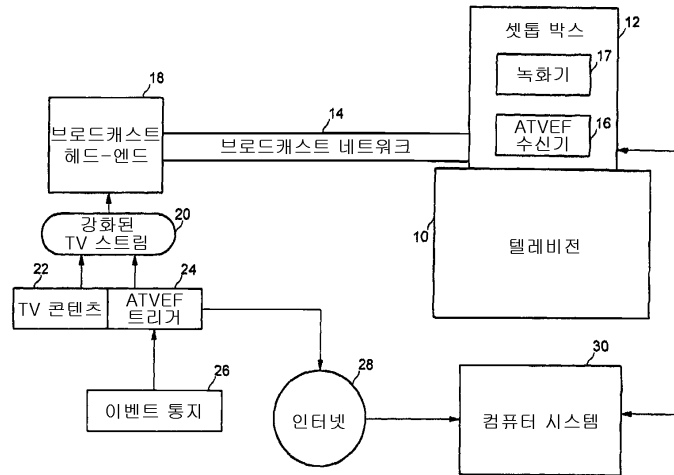 셋톱 박스
12
녹화기
17
ATVEF
수신기
16
18
브로드캐스트
헤드-엔드
14
브로드캐스트 네트워크
10
텔레비전
강화된
TV 스트림
20
22
TV 콘텐츠
24
ATVEF
트리거
26
이벤트 통지
28
인터넷
30
컴퓨터 시스템